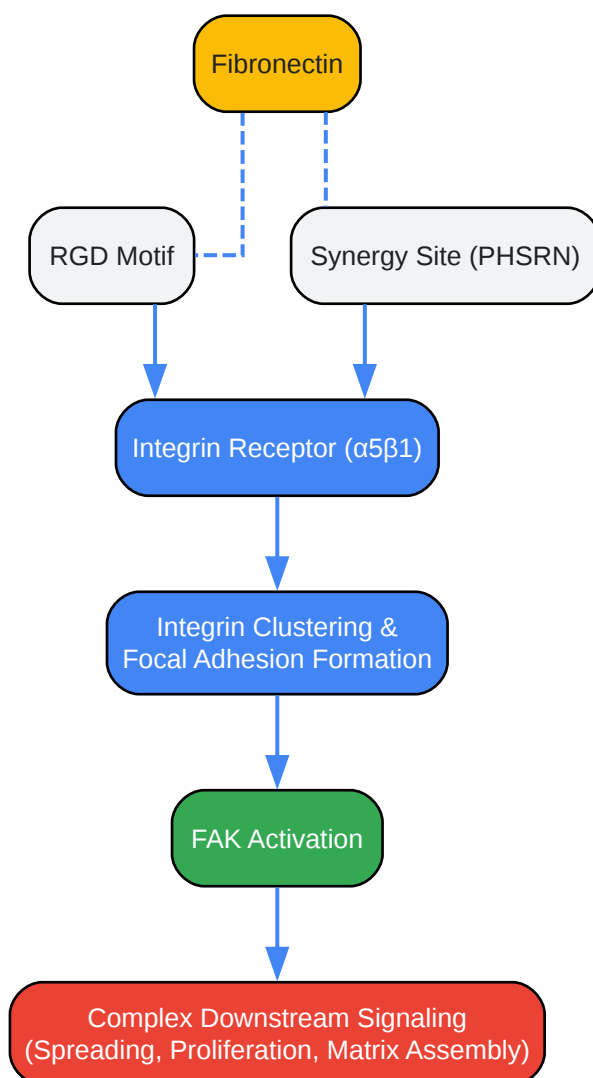 Fibronectin
RGD Motif
Synergy Site (PHSRN)
Integrin Receptor (α5β1)
Integrin Clustering &
Focal Adhesion Formation
FAK Activation
Complex Downstream Signaling
(Spreading, Proliferation, Matrix Assembly)